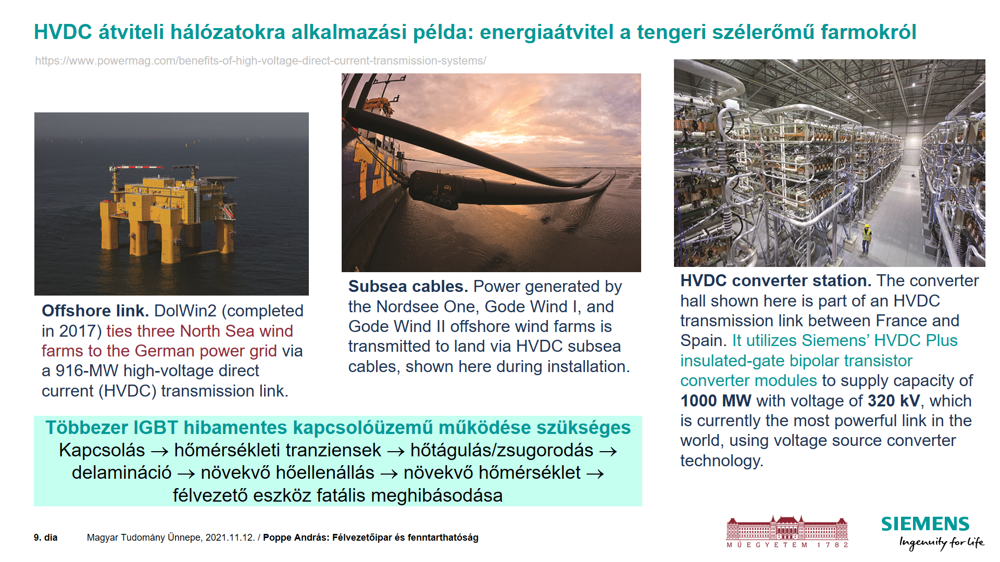 HVDC átviteli hálózatokra alkalmazási példa: energiaátvitel a tengeri szélerőmű farmokról
https://www.powermag.com/benefits-of-high-voltage-direct-current-transmission-systems/
Offshore link. DolWin2 (completed
in 2017) ties three North Sea wind
farms to the German power grid via
a 916-MW high-voltage direct
current (HVDC) transmission link.
Subsea cables. Power generated by
the Nordsee One, Gode Wind I, and
Gode Wind II offshore wind farms is
transmitted to land via HVDC subsea
cables, shown here during installation.
HVDC converter station. The converter
hall shown here is part of an HVDC
transmission link between France and
Spain. It utilizes Siemens’ HVDC Plus
insulated-gate bipolar transistor
converter modules to supply capacity of
1000 MW with voltage of 320 kV, which
is currently the most powerful link in the
world, using voltage source converter
technology.
Többezer IGBT hibamentes kapcsolóüzemű működése szükséges
Kapcsolás → hőmérsékleti tranziensek → hőtágulás/zsugorodás →
delamináció → növekvő hőellenállás → növekvő hőmérséklet →
félvezető eszköz fatális meghibásodása
9. dia
Magyar Tudomány Ünnepe, 2021.11.12. / Poppe András: Félvezetőipar és fenntarthatóság
MŰEGYETEM 1782
SIEMENS
Ingenuity for life